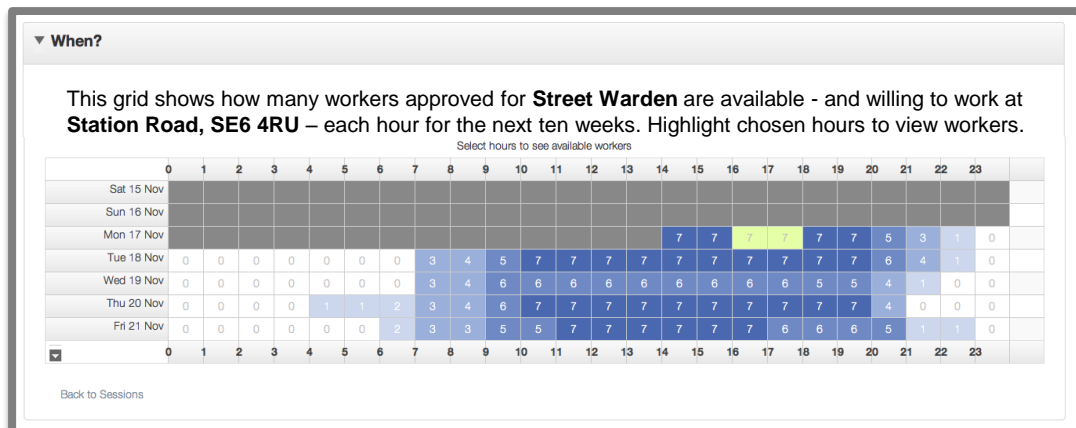 ▼ When?
This grid shows how many workers approved for Street Warden are available - and willing to work at
Station Road, SE6 4RU – each hour for the next ten weeks. Highlight chosen hours to view workers.
Select hours to see available workers
0 1 2 3 4 5 6 7 8 9 10 11 12 13 14 15 16 17 18 19 20 21 22 23
Sat 15 Nov
Sun 16 Nov
Mon 17 Nov 7 7 7 7 7 7 5 3 1 0
Tue 18 Nov 0 0 0 0 0 0 0 3 4 5 7 7 7 7 7 7 7 7 7 7 6 4 1 0
Wed 19 Nov 0 0 0 0 0 0 0 3 4 6 6 6 6 6 6 6 6 6 5 5 4 1 0 0
Thu 20 Nov 0 0 0 0 1 1 2 3 4 6 7 7 7 7 7 7 7 7 7 7 4 0 0 0
Fri 21 Nov 0 0 0 0 0 0 2 3 3 5 5 7 7 7 7 7 7 6 6 6 5 1 1 0
0 1 2 3 4 5 6 7 8 9 10 11 12 13 14 15 16 17 18 19 20 21 22 23
Back to Sessions